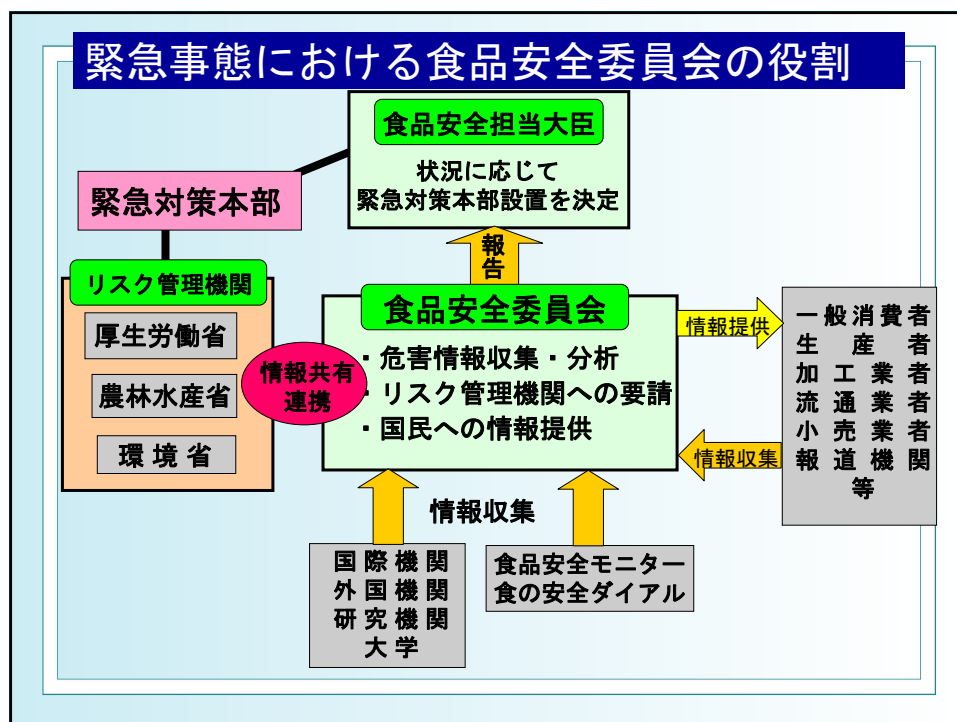 緊急事態における食品安全委員会の役割
食品安全担当大臣
状況に応じて
緊急対策本部設置を決定
緊急対策本部
報告
リスク管理機関
厚生労働省
農林水産省
環境省
情報共有
連携
食品安全委員会
・危害情報収集・分析
・リスク管理機関への要請
・国民への情報提供
情報提供
情報収集
一般消費者
生産者
加工業者
流通業者
小売業者
報道機関
等
情報収集
国際機関
外国機関
研究機関
大学
食品安全モニター
食の安全ダイアル